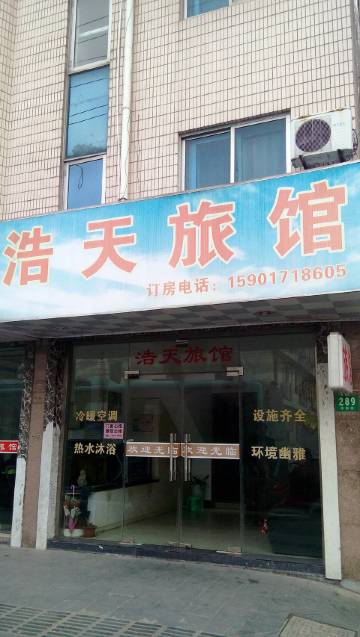 浩天旅馆
订房电话：15901718605
浩天旅馆
冷暖空调
热水沐浴
设施齐全
环境幽雅
欢迎光临 欢迎光临
289